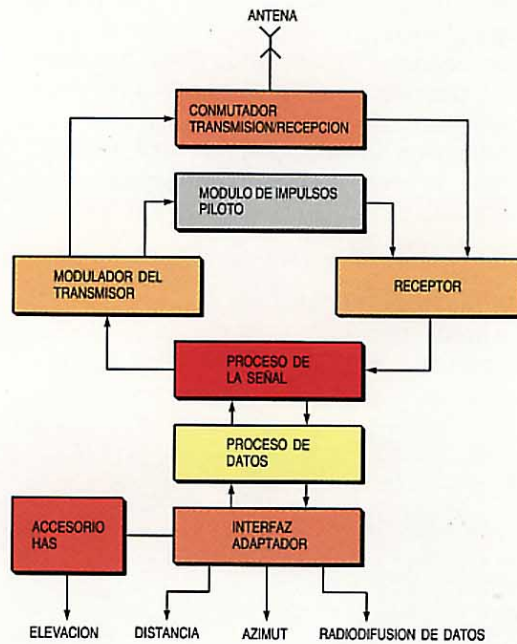 ANTENA
CONMUTADOR
TRANSMISION/RECEPCION
MODULO DE IMPULSOS
PILOTO
MODULADOR DEL
TRANSMISOR
RECEPTOR
PROCESO DE
LA SEÑAL
PROCESO DE
DATOS
ACCESORIO
HAS
INTERFAZ
ADAPTADOR
ELEVACION
DISTANCIA
AZIMUT
RADIODIFUSION DE DATOS